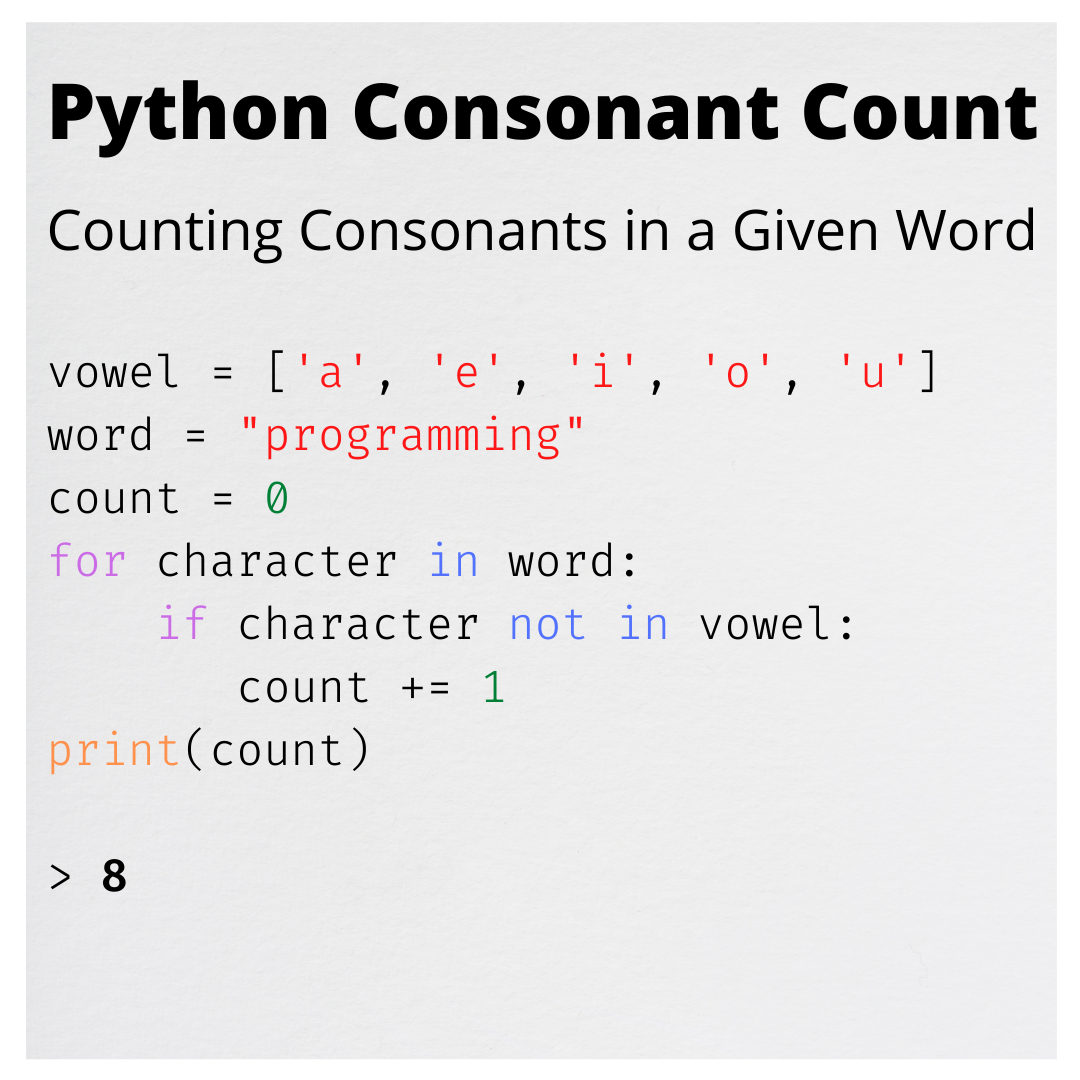 Python Consonant Count
Counting Consonants in a Given Word
vowel = ['a', 'e', 'i', 'o', 'u']
word = "programming"
count = 0
for character in word:
    if character not in vowel:
       count += 1
print(count)
> 8